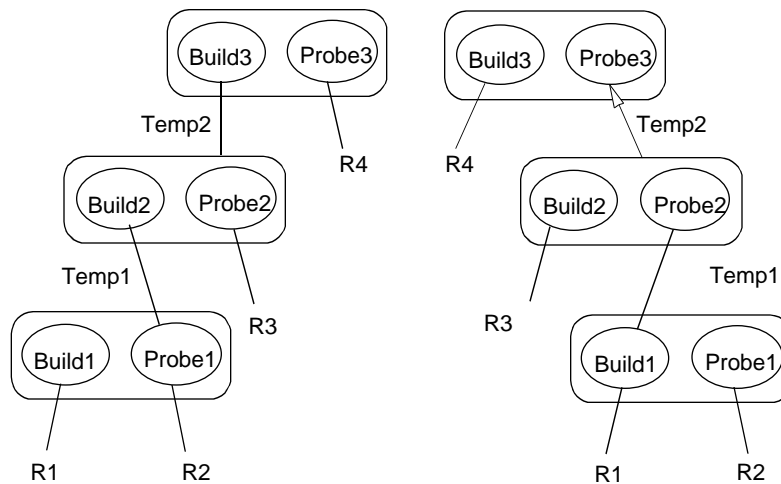 Build3 Probe3
Temp2
R4
Build2 Probe2
Temp1
R3
Build1 Probe1
R1 R2
Build3 Probe3
Temp2
R4
Build2 Probe2
Temp1
R3
Build1 Probe1
R1 R2